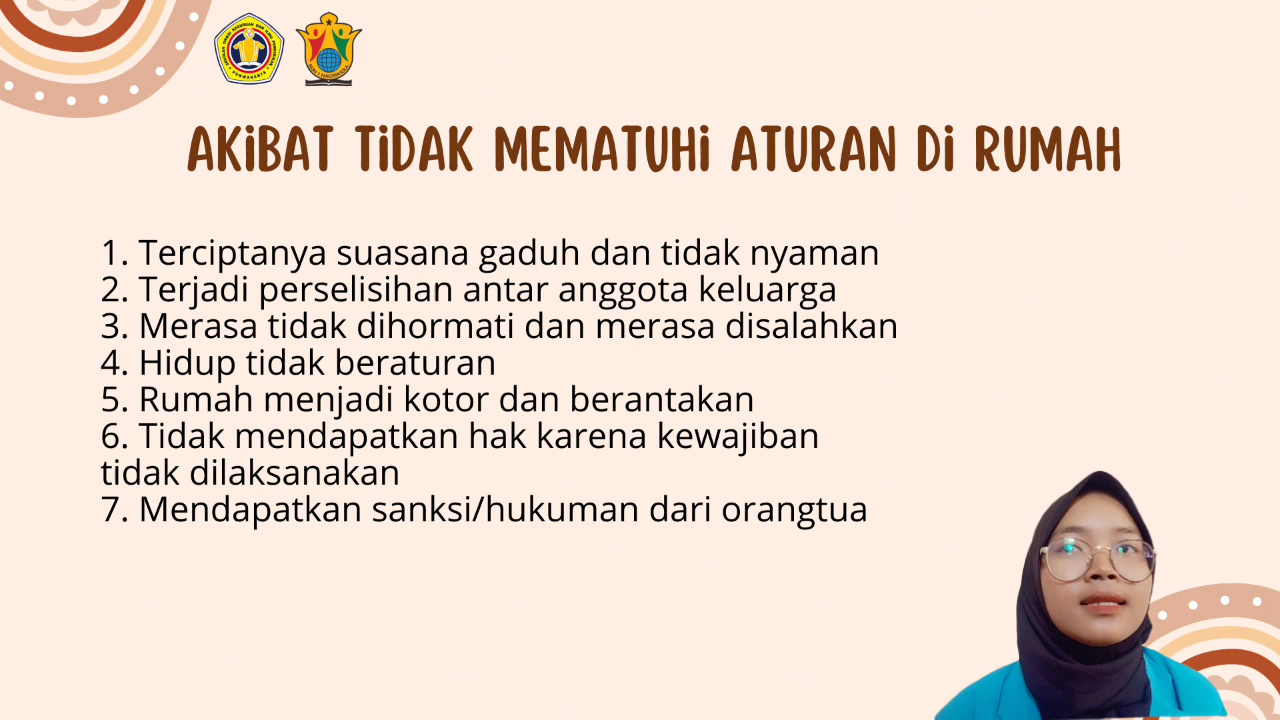 AKiBAT TiDAK MEMATUHi ATURAN Di RUMAH
1. Terciptanya suasana gaduh dan tidak nyaman
2. Terjadi perselisihan antar anggota keluarga
3. Merasa tidak dihormati dan merasa disalahkan
4. Hidup tidak beraturan
5. Rumah menjadi kotor dan berantakan
6. Tidak mendapatkan hak karena kewajiban
tidak dilaksanakan
7. Mendapatkan sanksi/hukuman dari orangtua